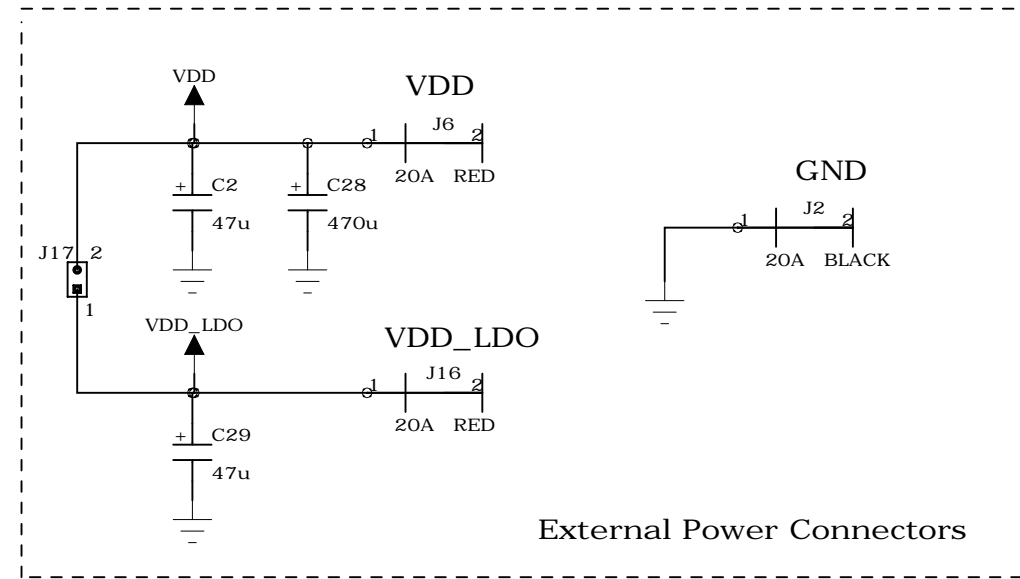 VDD
VDD
1 J6 2
20A RED
+ C2
47u
+ C28
470u
GND
1 J2 2
20A BLACK
J17 2
1
VDD_LDO
VDD_LDO
1 J16 2
20A RED
+ C29
47u
External Power Connectors